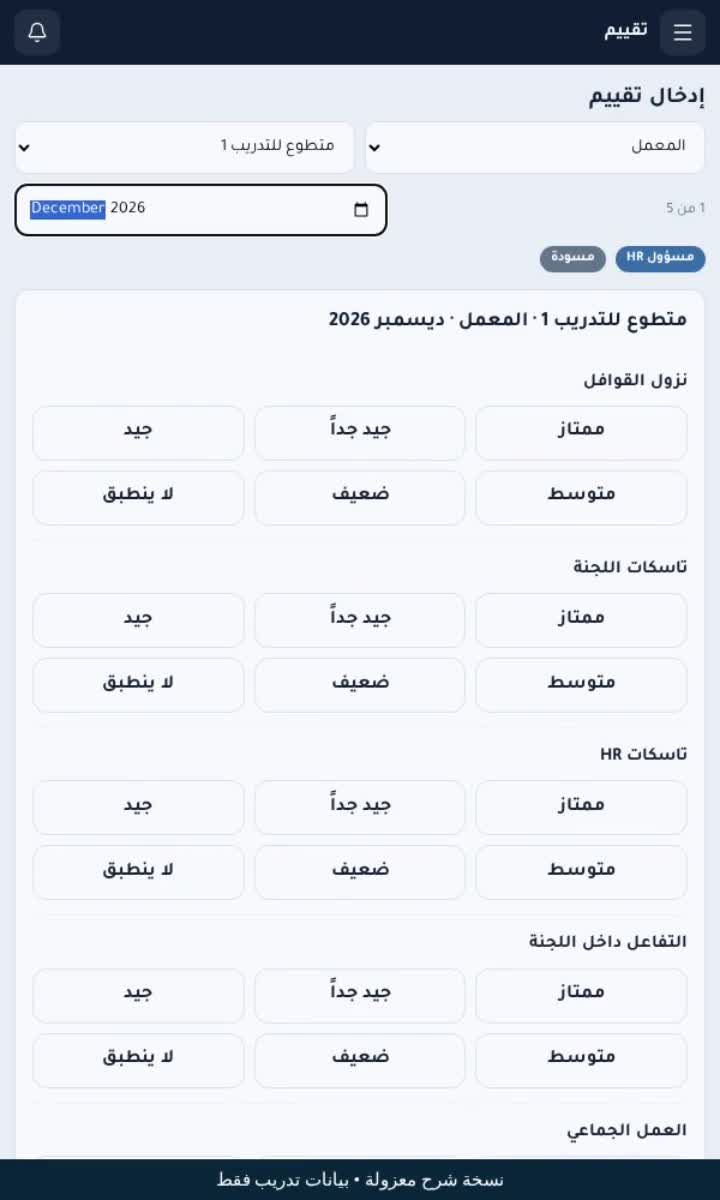 تقييم
إدخال تقييم
المعمل
متطوع للتدريب 1
1 من 5
December 2026
مسؤول HR
مسودة
متطوع للتدريب 1 · المعمل · ديسمبر 2026
نزول القوافل
ممتاز
جيد جداً
جيد
متوسط
ضعيف
لا ينطبق
تاسكات اللجنة
ممتاز
جيد جداً
جيد
متوسط
ضعيف
لا ينطبق
تاسكات HR
ممتاز
جيد جداً
جيد
متوسط
ضعيف
لا ينطبق
التفاعل داخل اللجنة
ممتاز
جيد جداً
جيد
متوسط
ضعيف
لا ينطبق
العمل الجماعي
نسخة شرح معزولة • بيانات تدريب فقط